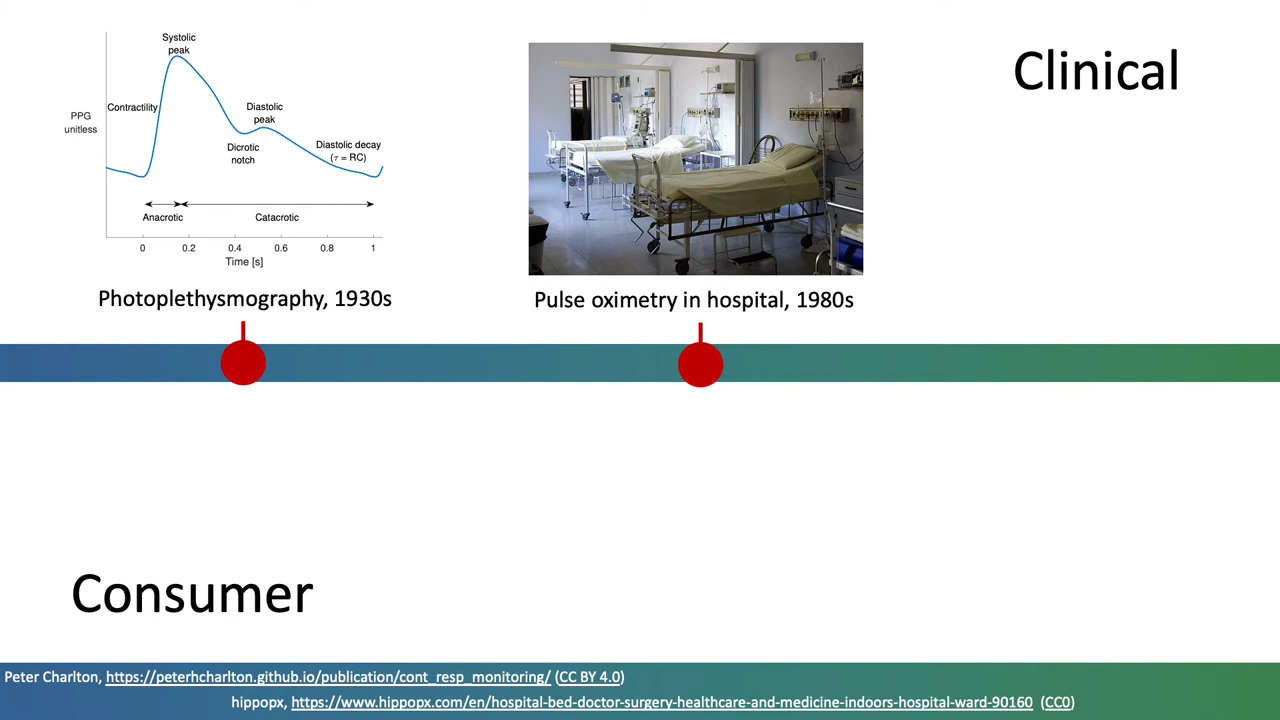 Systolic
peak
Contractility
PPG
unitless
Diastolic
peak
Dicrotic
notch
Diastolic decay
(τ = RC)
Anacrotic
Catacrotic
0 0.2 0.4 0.6 0.8 1
Time [s]
Photoplethysmography, 1930s
Pulse oximetry in hospital, 1980s
Clinical
Consumer
Peter Charlton, https://peterhcharlton.github.io/publication/cont_resp_monitoring/ (CC BY 4.0)
hippopx, https://www.hippopx.com/en/hospital-bed-doctor-surgery-healthcare-and-medicine-indoors-hospital-ward-90160 (CC0)